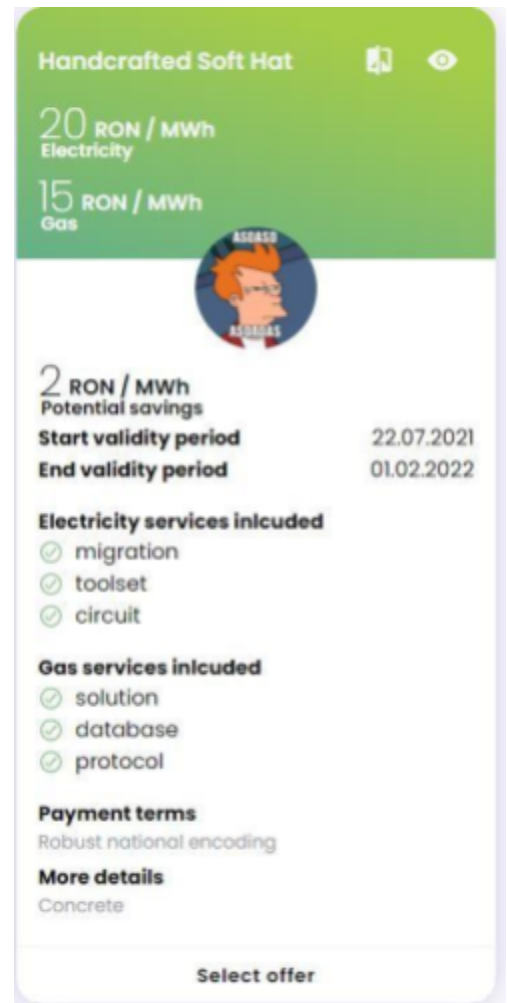 Handcrafted Soft Hat
20 RON / MWh
Electricity
15 RON / MWh
Gas
ASDASD
ASDADAS
2 RON / MWh
Potential savings
Start validity period 22.07.2021
End validity period 01.02.2022
Electricity services inlcuded
migration
toolset
circuit
Gas services inlcuded
solution
database
protocol
Payment terms
Robust national encoding
More details
Concrete
Select offer